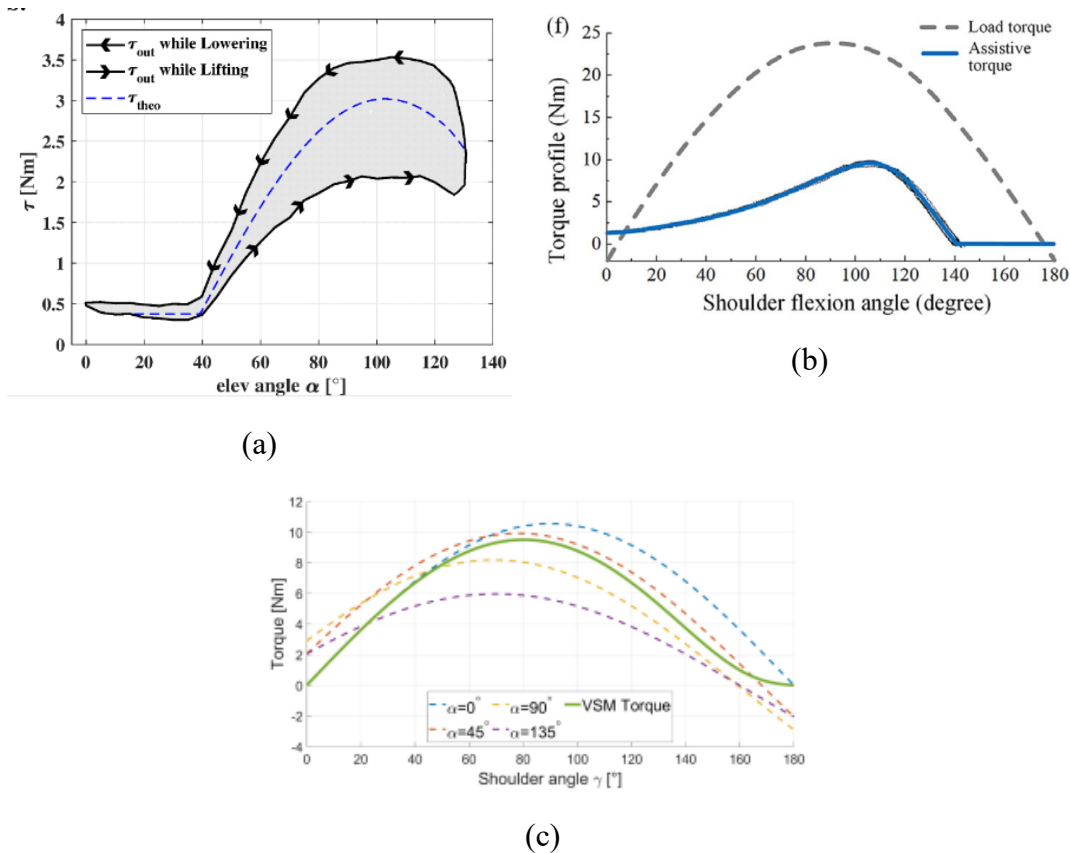 4
3.5
3
2.5
2
1.5
1
0.5
0
τ [Nm]
τout while Lowering
τout while Lifting
τtheo
0 20 40 60 80 100 120 140
elev angle α [°]
(a)
(f)
Load torque
Assistive
torque
25
20
15
10
5
0
Torque profile (Nm)
0 20 40 60 80 100 120 140 160 180
Shoulder flexion angle (degree)
(b)
12
10
8
6
4
2
0
-2
-4
Torque [Nm]
α=0° α=90° VSM Torque
α=45° α=135°
0 20 40 60 80 100 120 140 160 180
Shoulder angle γ [°]
(c)